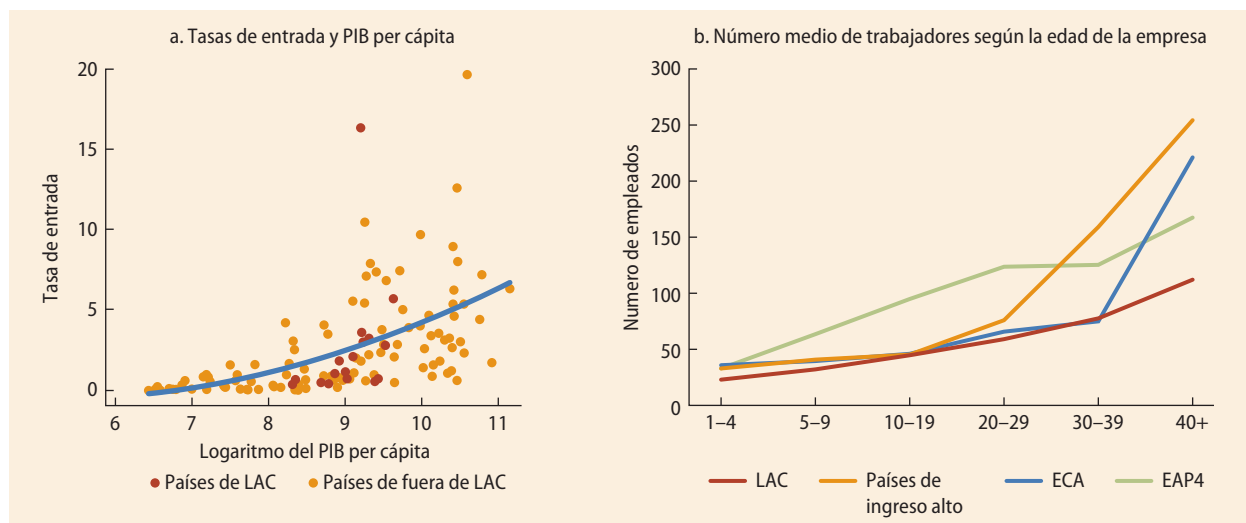 a. Tasas de entrada y PIB per cápita
20
15
10
5
0
Tasa de entrada
6 7 8 9 10 11
Logaritmo del PIB per cápita
Países de LAC Países de fuera de LAC
b. Número medio de trabajadores según la edad de la empresa
300
250
200
150
100
50
0
Numero de empleados
1–4 5–9 10–19 20–29 30–39 40+
LAC Países de ECA EAP4
ingreso alto